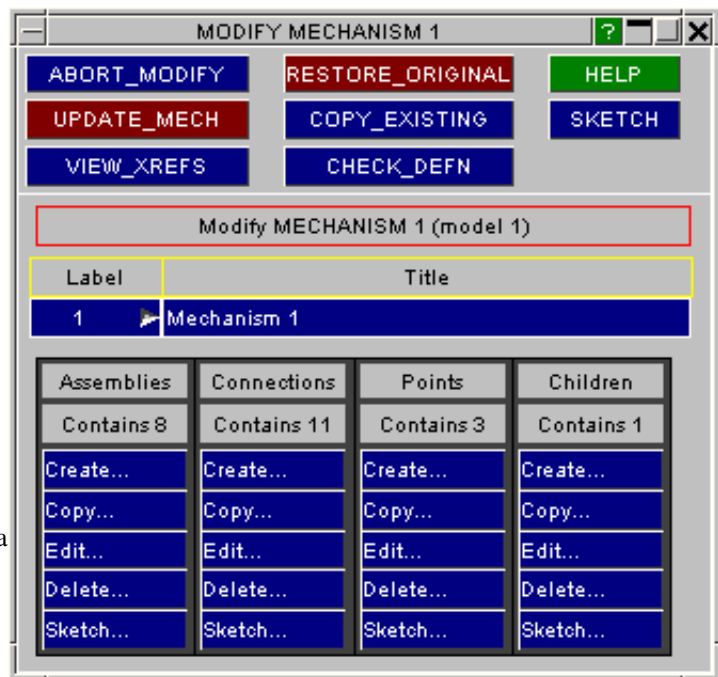 MODIFY MECHANISM 1 ?
ABORT_MODIFY RESTORE_ORIGINAL HELP
UPDATE_MECH COPY_EXISTING SKETCH
VIEW_XREFS CHECK_DEFN
Modify MECHANISM 1 (model 1)
Label Title
1 Mechanism 1
Assemblies Connections Points Children
Contains 8 Contains 11 Contains 3 Contains 1
Create... Create... Create... Create...
Copy... Copy... Copy... Copy...
a
Edit... Edit... Edit... Edit...
Delete... Delete... Delete... Delete...
Sketch... Sketch... Sketch... Sketch...